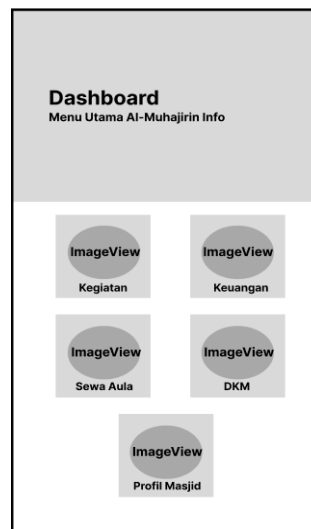 Dashboard
Menu Utama Al-Muhajirin Info
ImageView
Kegiatan
ImageView
Keuangan
ImageView
Sewa Aula
ImageView
DKM
ImageView
Profil Masjid